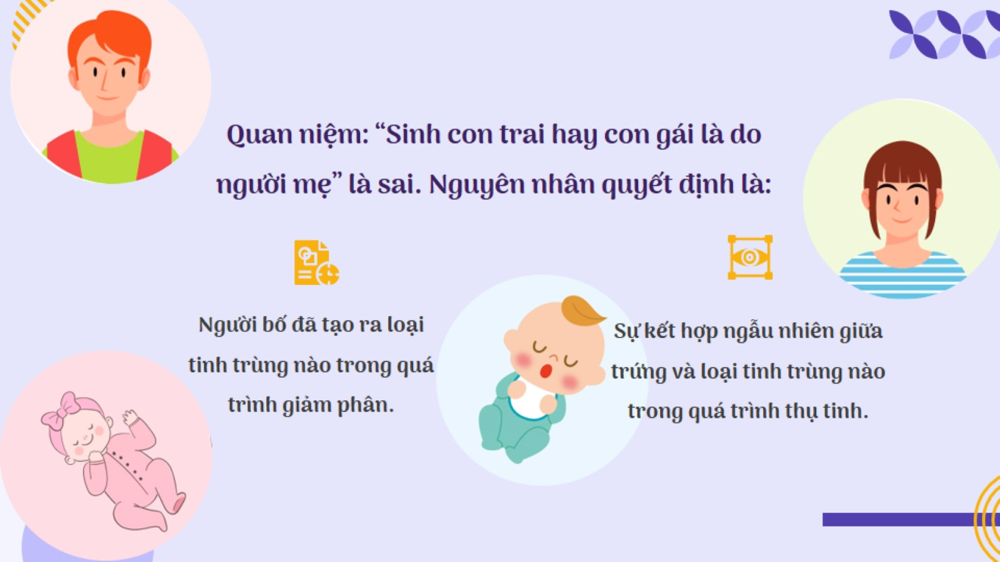 Quan niệm: “Sinh con trai hay con gái là do
người mẹ” là sai. Nguyên nhân quyết định là:
Người bố đã tạo ra loại
tinh trùng nào trong quá
trình giảm phân.
Sự kết hợp ngẫu nhiên giữa
trứng và loại tinh trùng nào
trong quá trình thụ tinh.